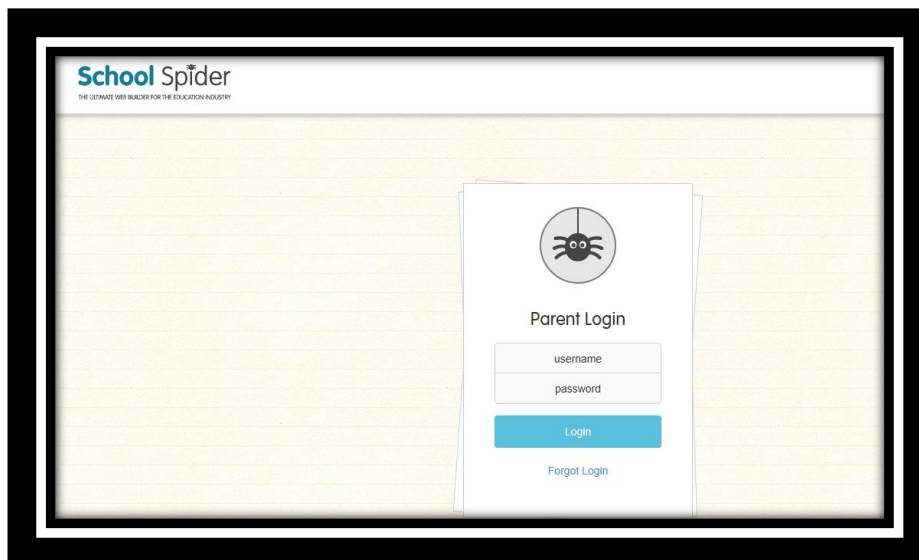 School Spider
THE ULTIMATE WEB BUILDER FOR THE EDUCATION INDUSTRY
Parent Login
username
password
Login
Forgot Login